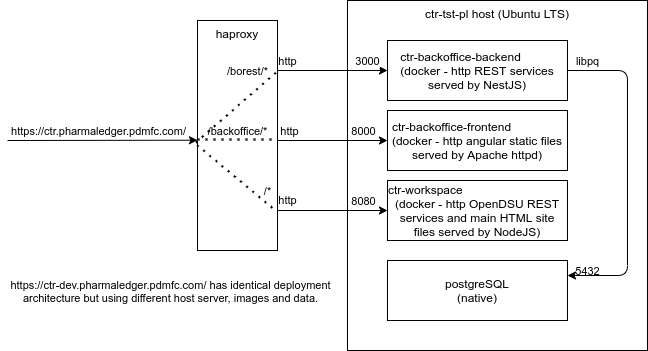 ctr-tst-pl host (Ubuntu LTS)
haproxy
http
3000
ctr-backoffice-backend
(docker - http REST services
served by NestJS)
libpq
/borest/*
https://ctr.pharmaledger.pdmfc.com/
/backoffice/*
http
8000
ctr-backoffice-frontend
(docker - http angular static files
served by Apache httpd)
/*
http
8080
ctr-workspace
(docker - http OpenDSU REST
services and main HTML site
files served by NodeJS)
5432
postgreSQL
(native)
https://ctr-dev.pharmaledger.pdmfc.com/ has identical deployment
architecture but using different host server, images and data.